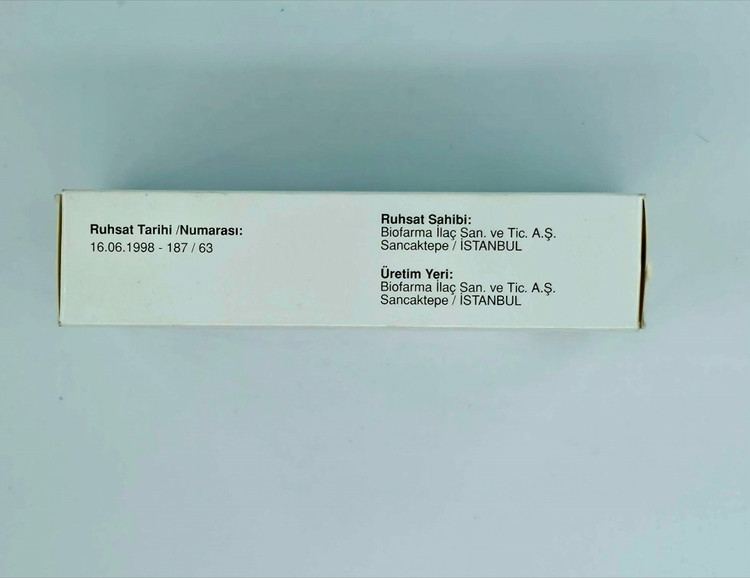 Ruhsat Tarihi /Numarası:
16.06.1998 - 187 / 63
Ruhsat Sahibi:
Biofarma İlaç San. ve Tic. A.Ş.
Sancaktepe / İSTANBUL
Üretim Yeri:
Biofarma İlaç San. ve Tic. A.Ş.
Sancaktepe / İSTANBUL